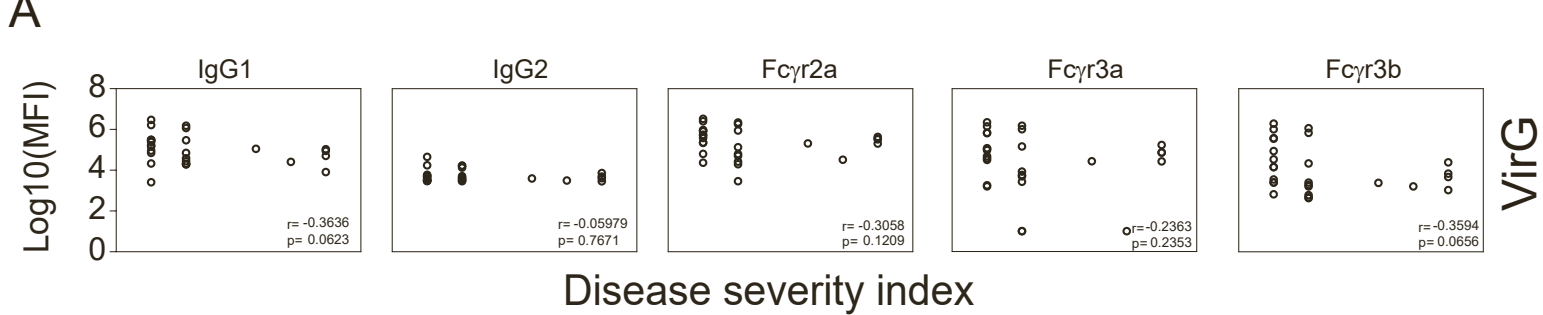 A
IgG1
IgG2
Fcγr2a
Fcγr3a
Fcγr3b
Log10(MFI)
8
6
4
2
0
r= -0.3636
p= 0.0623
r= -0.05979
p= 0.7671
r= -0.3058
p= 0.1209
r= -0.2363
p= 0.2353
r= -0.3594
p= 0.0656
VirG
Disease severity index